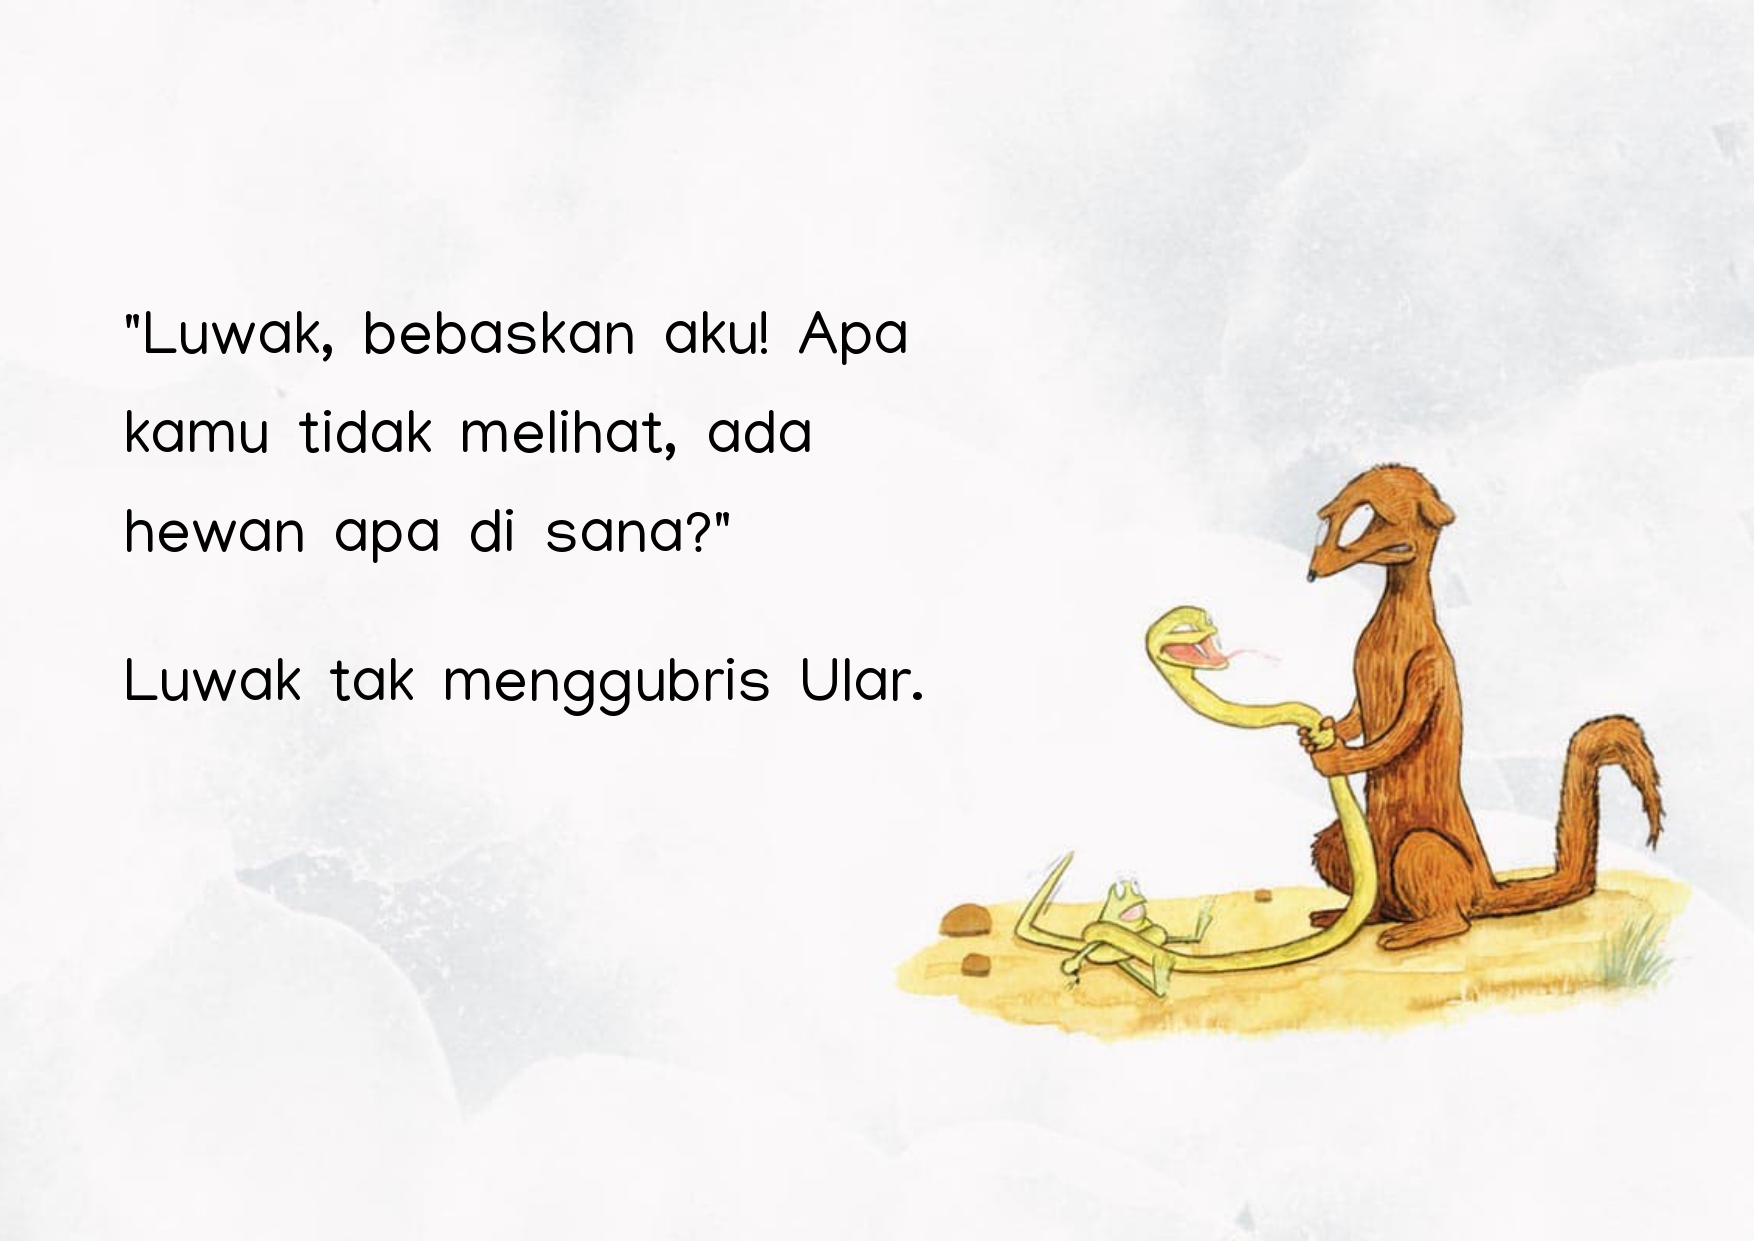 "Luwak, bebaskan aku! Apa
kamu tidak melihat, ada
hewan apa di sana?"
Luwak tak menggubris Ular.